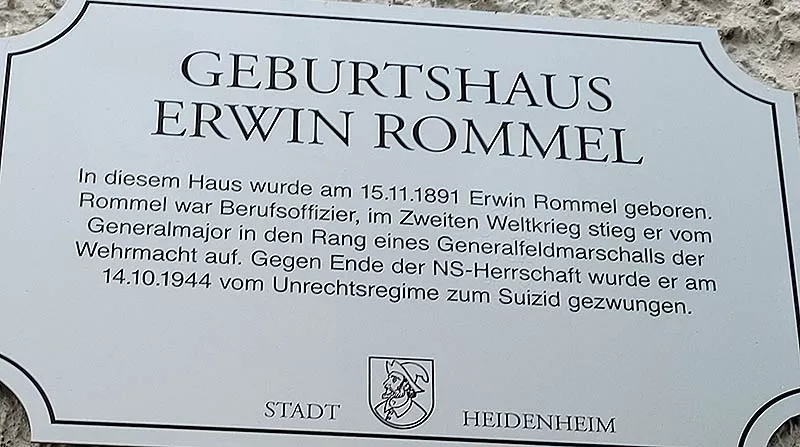 GEBURTSHAUS
ERWIN ROMMEL
In diesem Haus wurde am 15.11.1891 Erwin Rommel geboren.
Rommel war Berufsoffizier, im Zweiten Weltkrieg stieg er vom
Generalmajor in den Rang eines Generalfeldmarschalls der
Wehrmacht auf. Gegen Ende der NS-Herrschaft wurde er am
14.10.1944 vom Unrechtsregime zum Suizid gezwungen.
STADT HEIDENHEIM